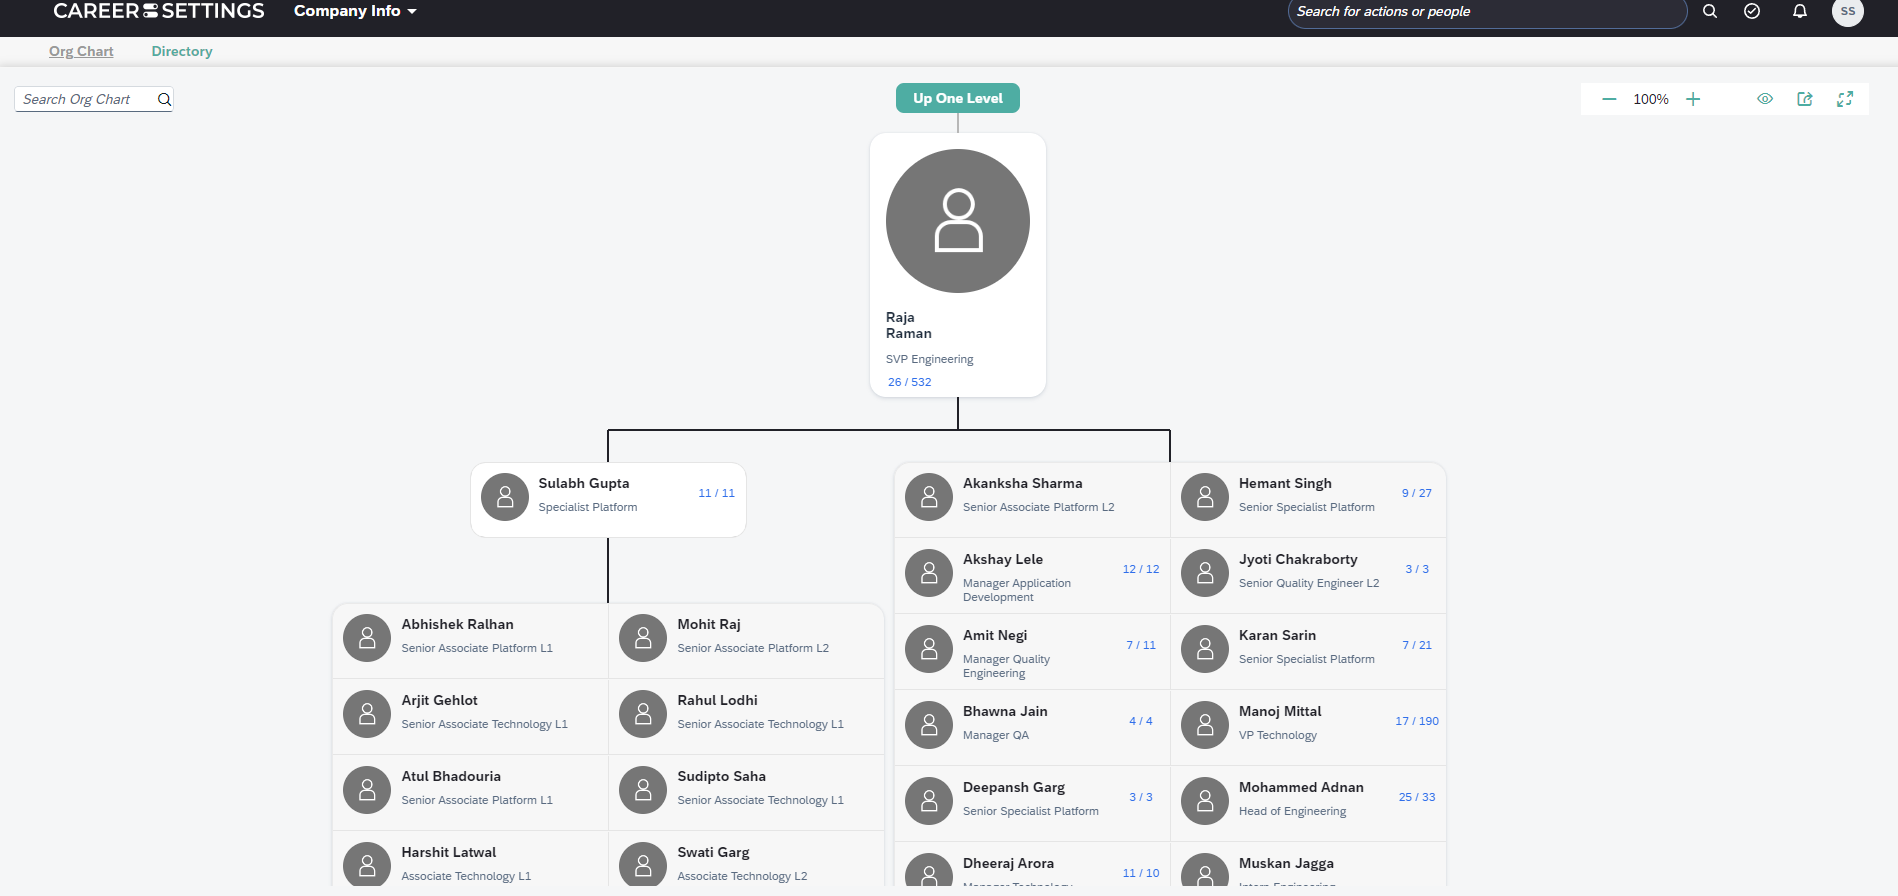 CAREER SETTINGS
Company Info
Search for actions or people
SS
Org Chart
Directory
Search Org Chart
Up One Level
100%
Raja
Raman
SVP Engineering
26 / 532
Sulabh Gupta
Specialist Platform
11 / 11
Abhishek Ralhan
Senior Associate Platform L1
Mohit Raj
Senior Associate Platform L2
Arjit Gehlot
Senior Associate Technology L1
Rahul Lodhi
Senior Associate Technology L1
Atul Bhadouria
Senior Associate Platform L1
Sudipto Saha
Senior Associate Technology L1
Harshit Latwal
Associate Technology L1
Swati Garg
Associate Technology L2
Akanksha Sharma
Senior Associate Platform L2
Hemant Singh
Senior Specialist Platform
9 / 27
Akshay Lele
Manager Application
Development
12 / 12
Jyoti Chakraborty
Senior Quality Engineer L2
3 / 3
Amit Negi
Manager Quality
Engineering
7 / 11
Karan Sarin
Senior Specialist Platform
7 / 21
Bhawna Jain
Manager QA
4 / 4
Manoj Mittal
VP Technology
17 / 190
Deepansh Garg
Senior Specialist Platform
3 / 3
Mohammed Adnan
Head of Engineering
25 / 33
Dheeraj Arora
Manager Technology
11 / 10
Muskan Jagga
Intern Engineering